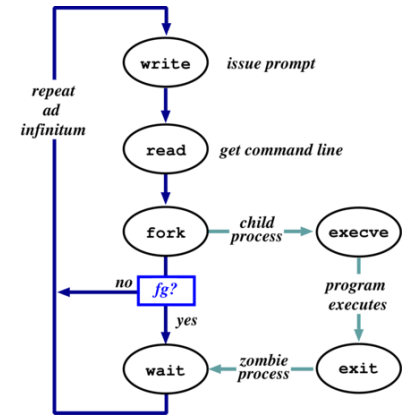 write
issue prompt
repeat
ad
infinitum
read
get command line
fork
child
process
execve
no
fg?
yes
program
executes
wait
zombie
process
exit